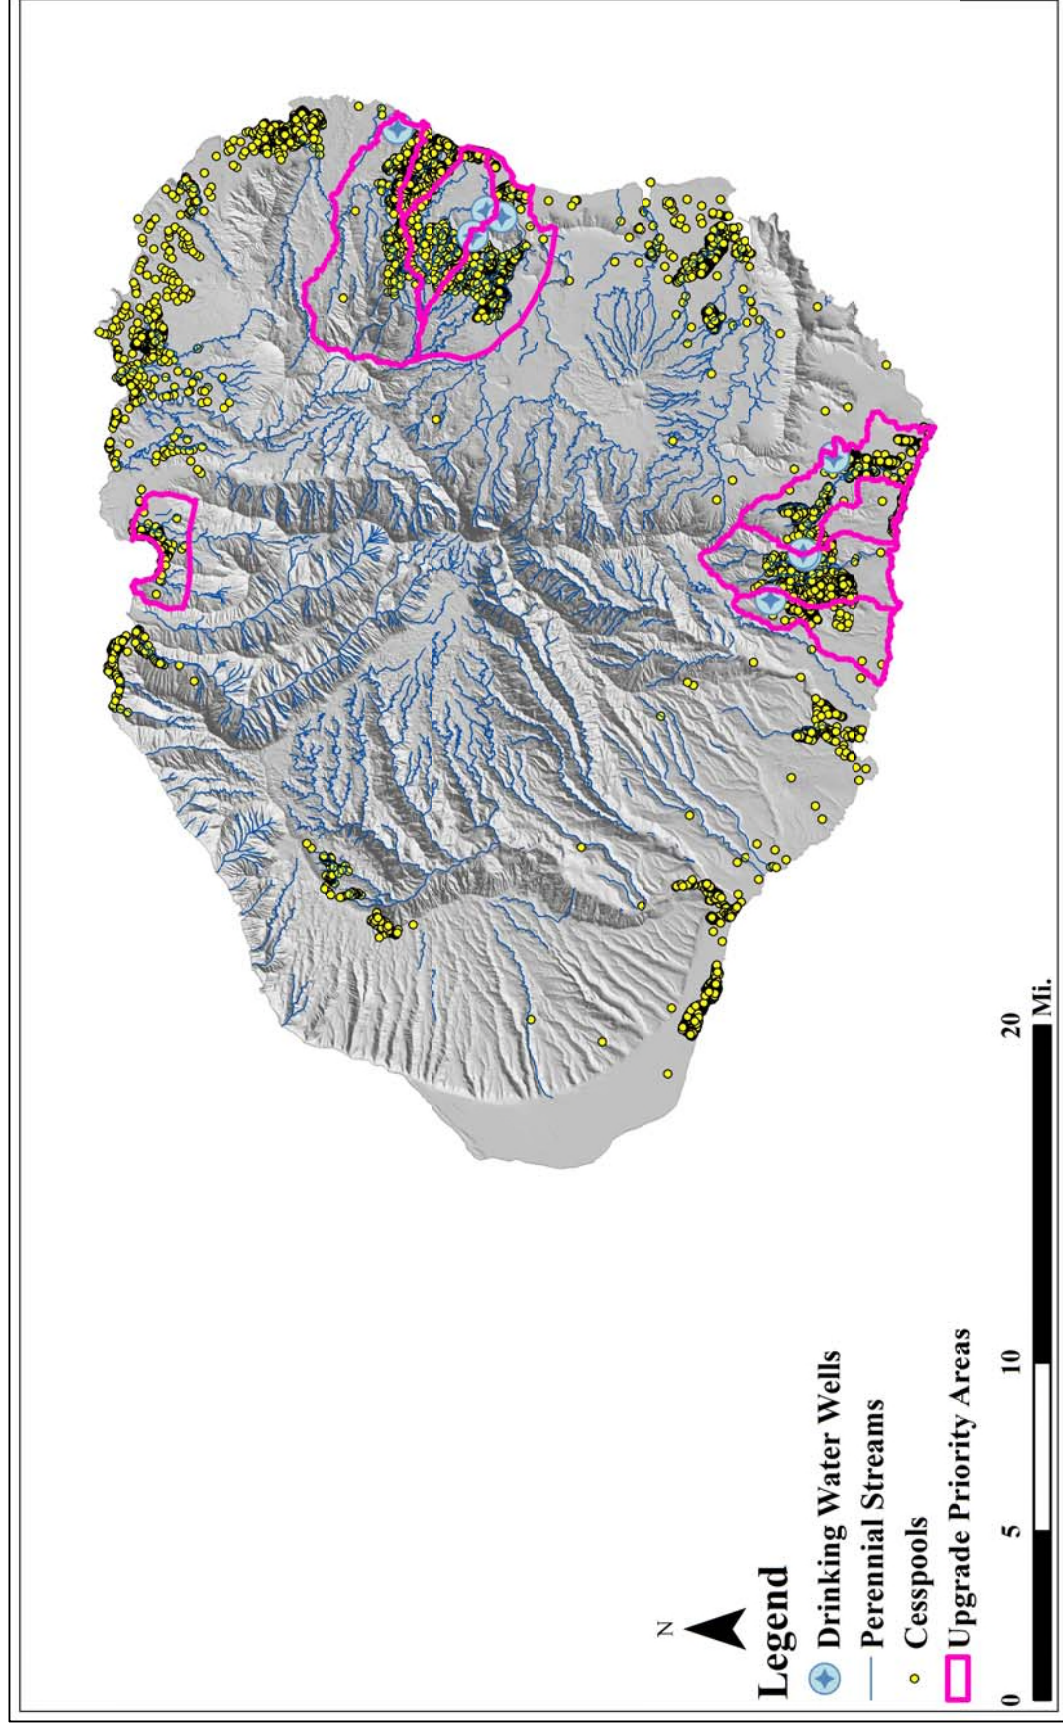 N
Legend
Drinking Water Wells
Perennial Streams
Cesspools
Upgrade Priority Areas
0 5 10 20
Mi.